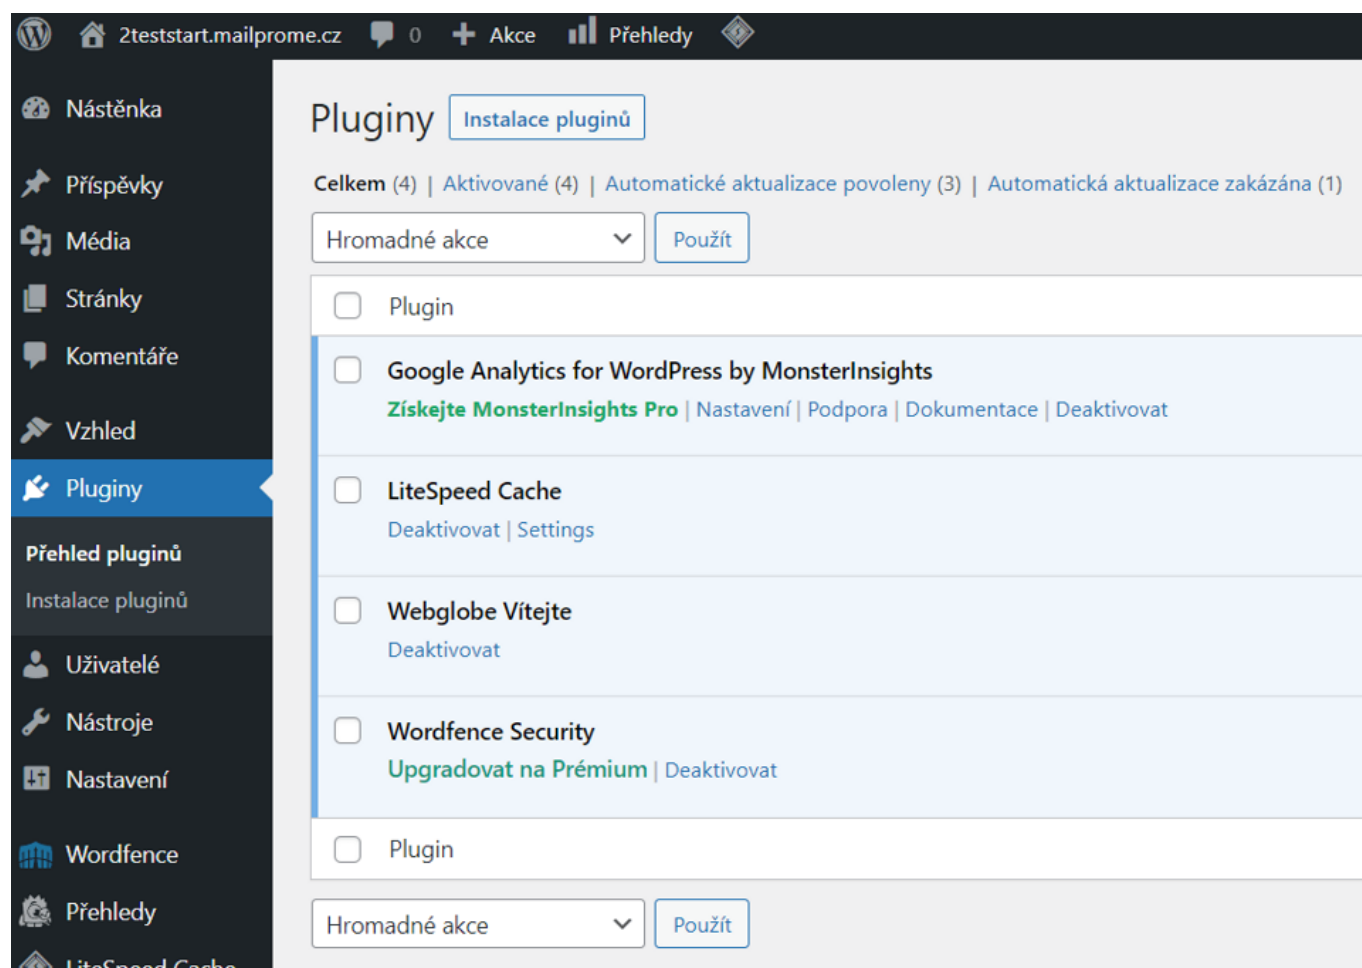 2teststart.mailprome.cz 0 Akce Přehledy
Nástěnka
Příspěvky
Média
Stránky
Komentáře
Vzhled
Pluginy
Přehled pluginů
Instalace pluginů
Uživatelé
Nástroje
Nastavení
Wordfence
Přehledy
LiteSpeed Cache
Pluginy Instalace pluginů
Celkem (4) | Aktivované (4) | Automatické aktualizace povoleny (3) | Automatická aktualizace zakázána (1)
Hromadné akce Použít
Plugin
Google Analytics for WordPress by MonsterInsights
Získejte MonsterInsights Pro | Nastavení | Podpora | Dokumentace | Deaktivovat
LiteSpeed Cache
Deaktivovat | Settings
Webglobe Vítejte
Deaktivovat
Wordfence Security
Upgradovat na Prémium | Deaktivovat
Plugin
Hromadné akce Použít